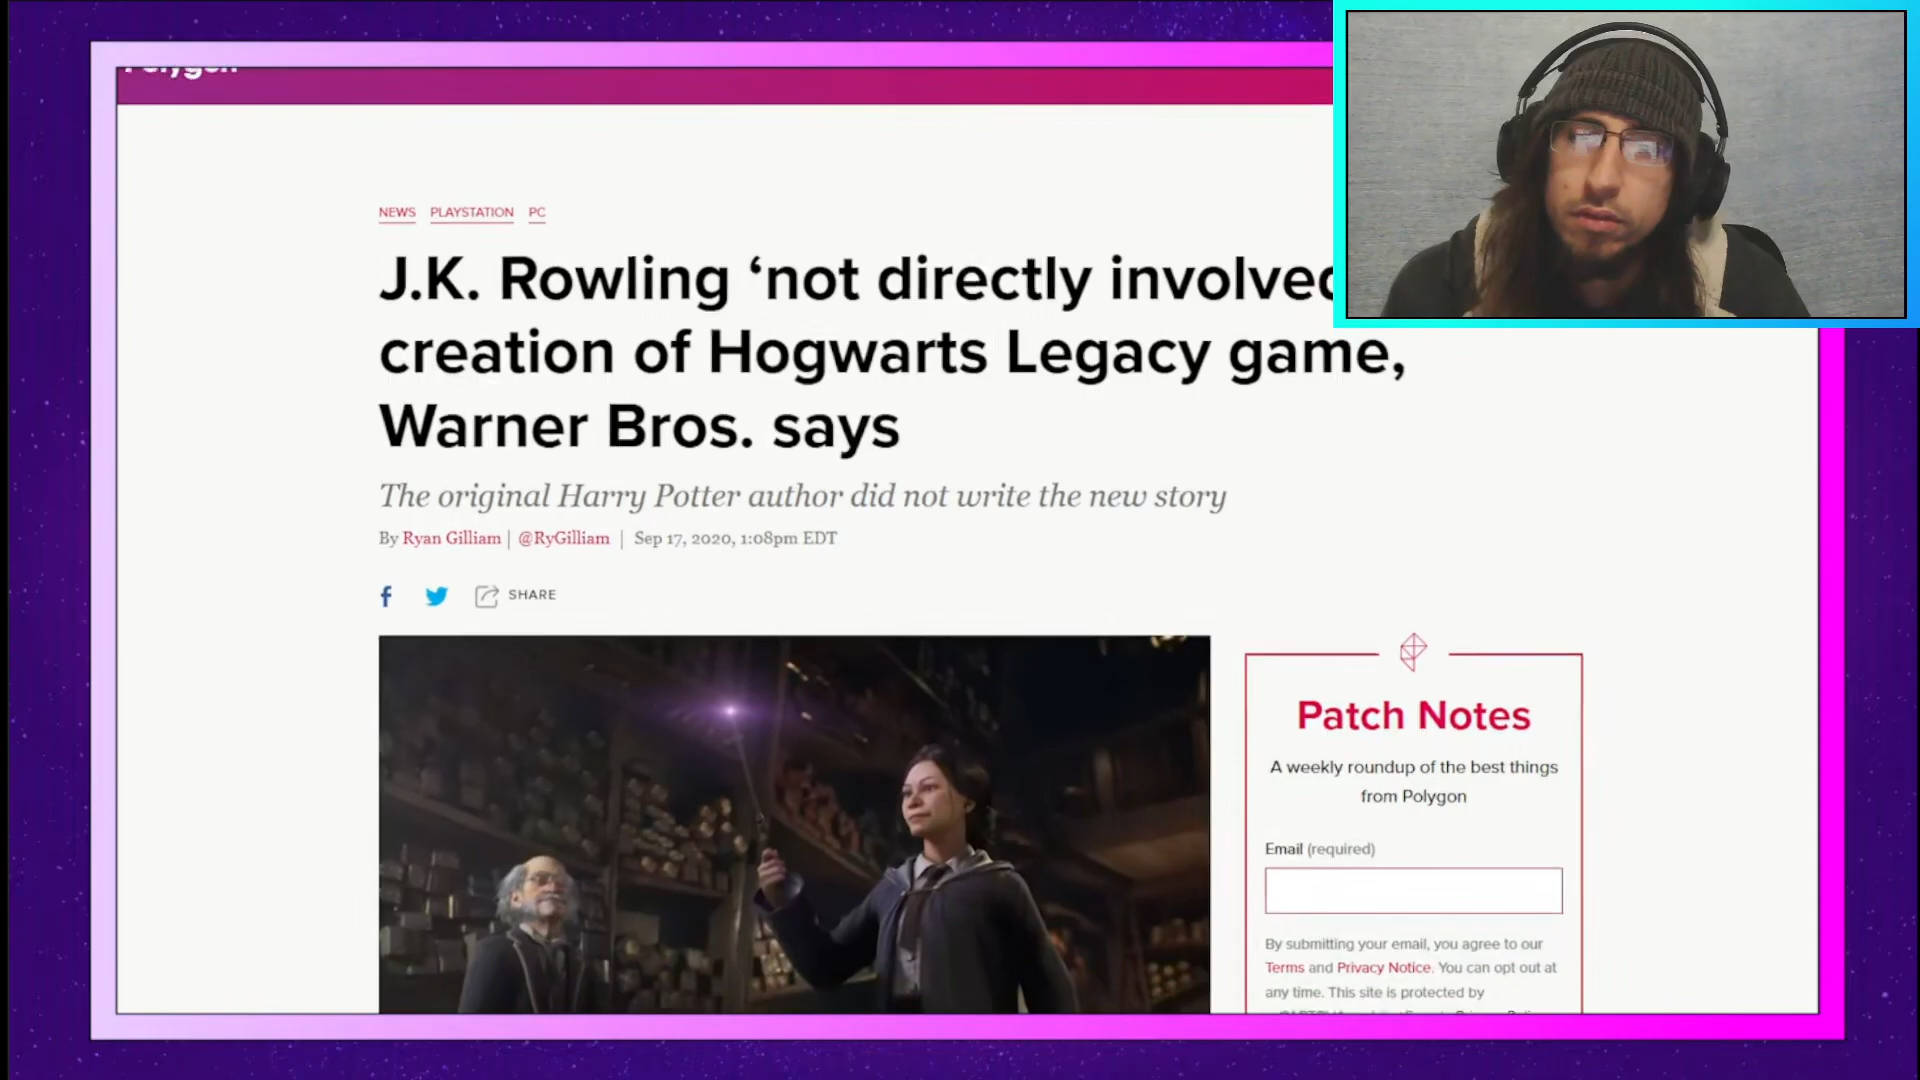 NEWS PLAYSTATION PC
J.K. Rowling ‘not directly involved
creation of Hogwarts Legacy game,
Warner Bros. says
The original Harry Potter author did not write the new story
By Ryan Gilliam | @RyGilliam | Sep 17, 2020, 1:08pm EDT
f SHARE
Patch Notes
A weekly roundup of the best things
from Polygon
Email (required)
By submitting your email, you agree to our
Terms and Privacy Notice. You can opt out at
any time. This site is protected by